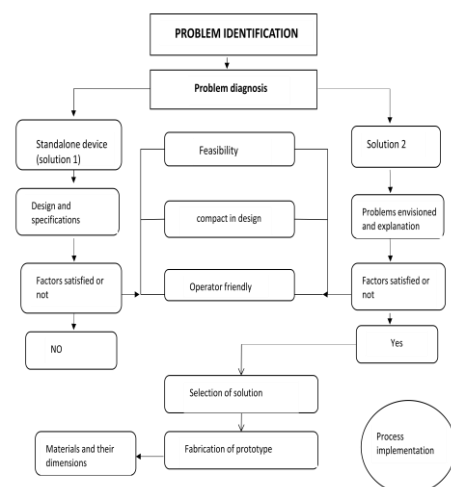 PROBLEM IDENTIFICATION
Problem diagnosis
Standalone device
(solution 1)
Feasibility
Solution 2
Design and
specifications
compact in design
Problems envisioned
and explanation
Factors satisfied or
not
Operator friendly
Factors satisfied or
not
NO
Yes
Selection of solution
Fabrication of prototype
Materials and their
dimensions
Process
implementation